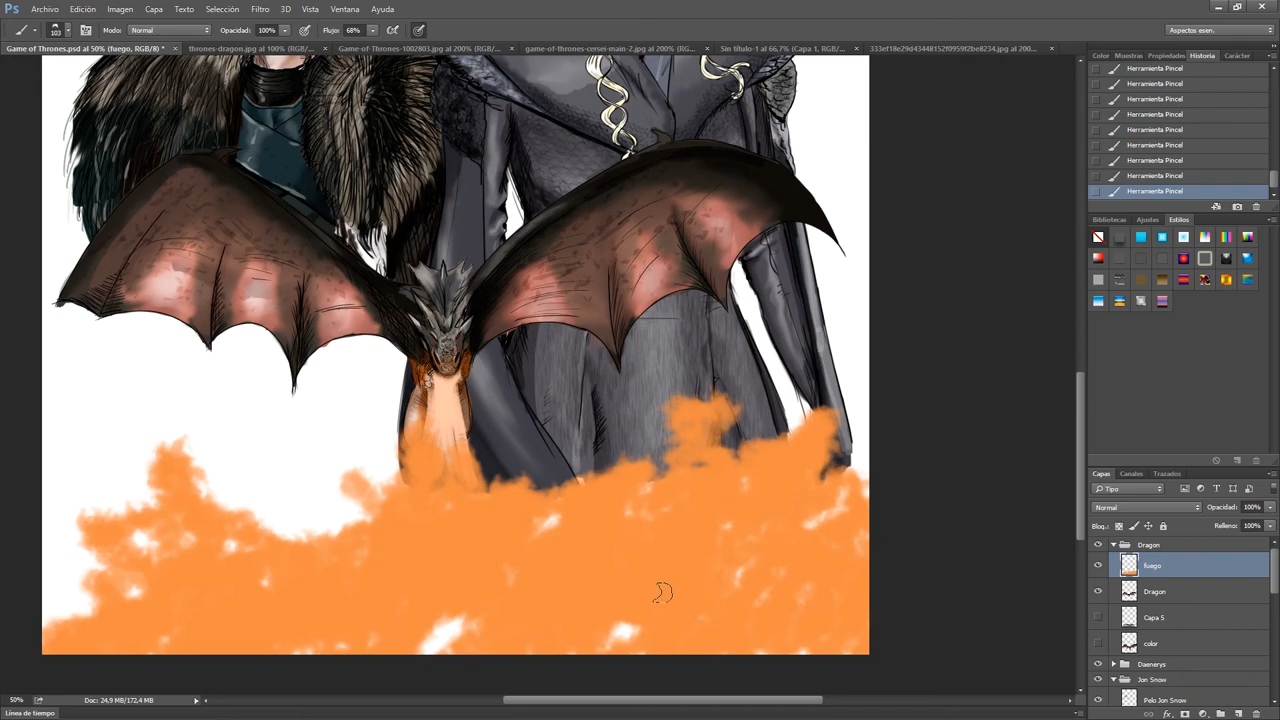 Ps Archivo Edición Imagen Capa Texto Selección Filtro 3D Vista Ventana Ayuda
103 Modo: Normal Opacidad: 100% Flujo: 68% Aspectos esen.
Game of Thrones.psd al 50% (fuego, RGB/8) * × thrones-dragon.jpg al 100% (RGB/... × Game-of-Thrones-1002803.jpg al 200% (RGB/... × game-of-thrones-cersei-main-2.jpg al 200% (RG... × Sin título-1 al 66,7% (Capa 1, RGB/... × 333ef18e29d43448152f0959f2be8234.jpg al 200... ×
Color Muestras Propiedades Historia Carácter
Herramienta Pincel
Herramienta Pincel
Herramienta Pincel
Herramienta Pincel
Herramienta Pincel
Herramienta Pincel
Herramienta Pincel
Herramienta Pincel
Herramienta Pincel
Bibliotecas Ajustes Estilos
Capas Canales Trazados
Tipo
Normal Opacidad: 100%
Bloq.: Relleno: 100%
Dragon
fuego
Dragon
Capa 5
color
Daenerys
Jon Snow
Pelo Jon Snow
50% Doc: 24,9 MB/172,4 MB
Línea de tiempo